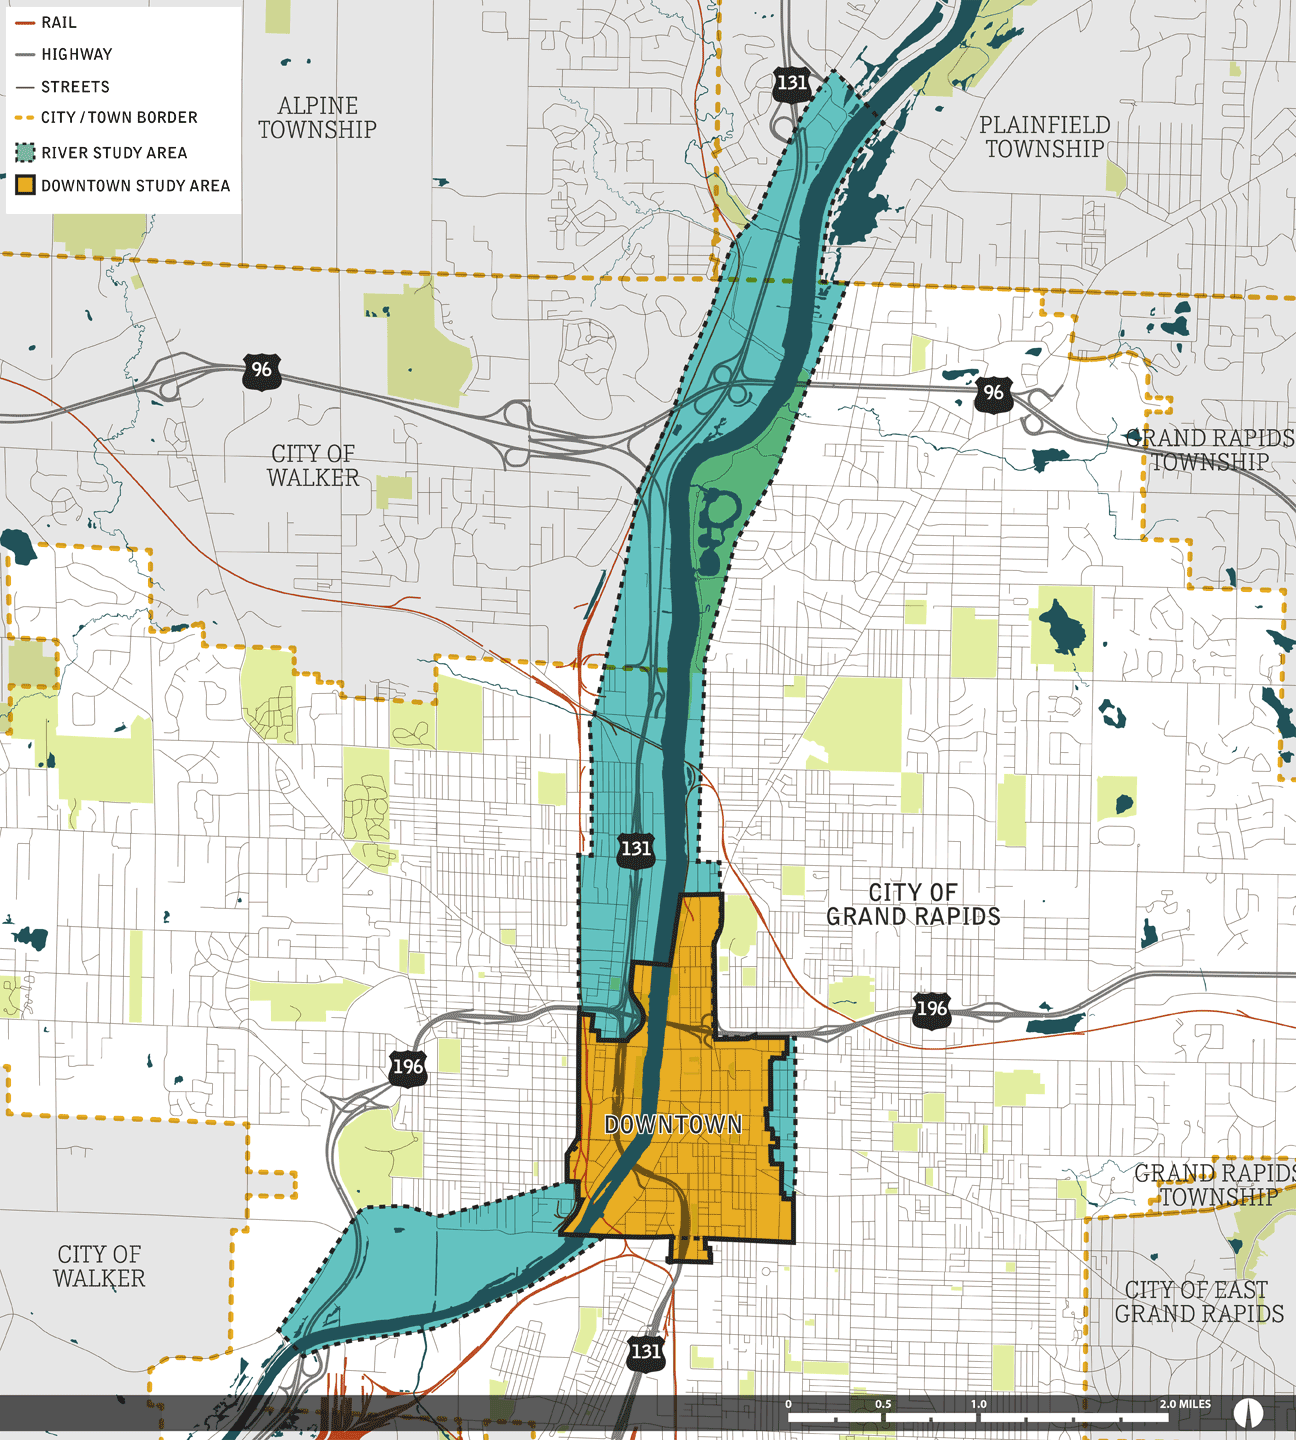 RAIL
HIGHWAY
STREETS
CITY / TOWN BORDER
RIVER STUDY AREA
DOWNTOWN STUDY AREA
131
ALPINE
TOWNSHIP
PLAINFIELD
TOWNSHIP
96
96
CITY OF
WALKER
GRAND RAPIDS
TOWNSHIP
131
CITY OF
GRAND RAPIDS
196
196
DOWNTOWN
GRAND RAPIDS
TOWNSHIP
CITY OF
WALKER
CITY OF EAST
GRAND RAPIDS
131
0 0.5 1.0 2.0 MILES